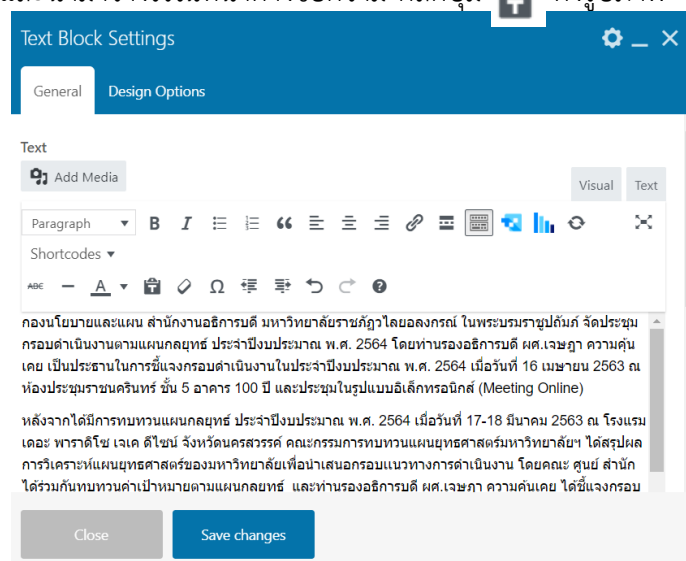 Text Block Settings
General Design Options
Text
Add Media
Visual Text
Paragraph B I
Shortcodes
ABC A Ω
กองนโยบายและแผน สำนักงานอธิการบดี มหาวิทยาลัยราชภัฏวไลยอลงกรณ์ ในพระบรมราชูปถัมภ์ จัดประชุม
กรอบดำเนินงานตามแผนกลยุทธ์ ประจำปีงบประมาณ พ.ศ. 2564 โดยท่านรองอธิการบดี ผศ.เจษฎา ความคุ้น
เคย เป็นประธานในการชี้แจงกรอบดำเนินงานในประจำปีงบประมาณ พ.ศ. 2564 เมื่อวันที่ 16 เมษายน 2563 ณ
ห้องประชุมราชนครินทร์ ชั้น 5 อาคาร 100 ปี และประชุมในรูปแบบอิเล็กทรอนิกส์ (Meeting Online)
หลังจากได้มีการทบทวนแผนกลยุทธ์ ประจำปีงบประมาณ พ.ศ. 2564 เมื่อวันที่ 17-18 มีนาคม 2563 ณ โรงแรม
เดอะ พาราดิโซ เจเค ดีไซน์ จังหวัดนครสวรรค์ คณะกรรมการทบทวนแผนยุทธศาสตร์มหาวิทยาลัยฯ ได้สรุปผล
การวิเคราะห์แผนยุทธศาสตร์ของมหาวิทยาลัยเพื่อนำเสนอกรอบแนวทางการดำเนินงาน โดยคณะ ศูนย์ สำนัก
ได้ร่วมกันทบทวนค่าเป้าหมายตามแผนกลยุทธ์ และท่านรองอธิการบดี ผศ.เจษฎา ความคุ้นเคย ได้ชี้แจงกรอบ
Close Save changes